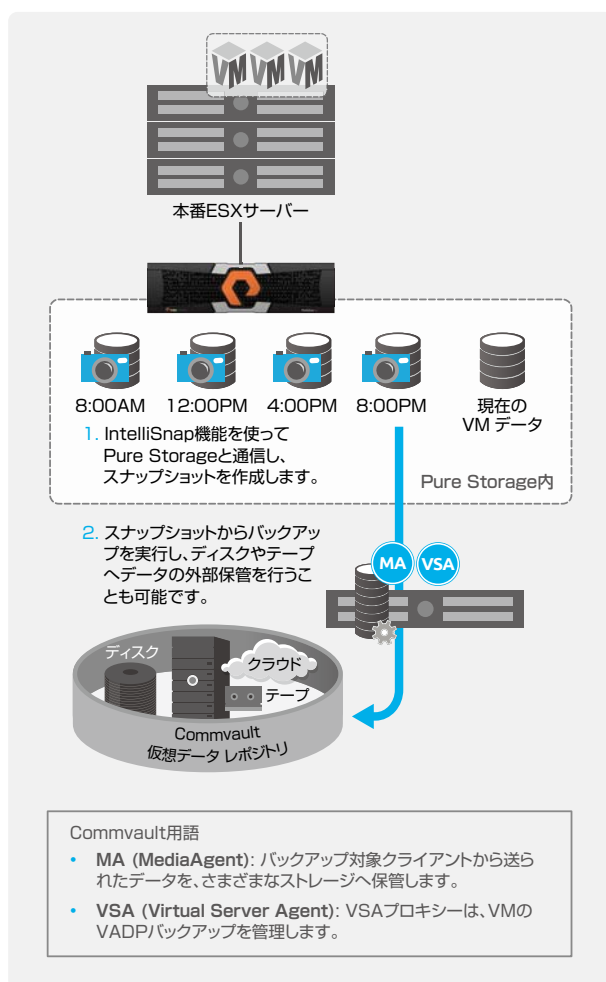 VM VM VM
本番ESXサーバー
8:00AM 12:00PM 4:00PM 8:00PM 現在の
VM データ
1. IntelliSnap機能を使って
Pure Storageと通信し、
スナップショットを作成します。
Pure Storage内
2. スナップショットからバックアッ
プを実行し、ディスクやテープ
へデータの外部保管を行うこ
とも可能です。
MA VSA
ディスク
クラウド
テープ
Commvault
仮想データ レポジトリ
Commvault用語
• MA (MediaAgent): バックアップ対象クライアントから送ら
れたデータを、さまざまなストレージへ保管します。
• VSA (Virtual Server Agent): VSAプロキシーは、VMの
VADPバックアップを管理します。